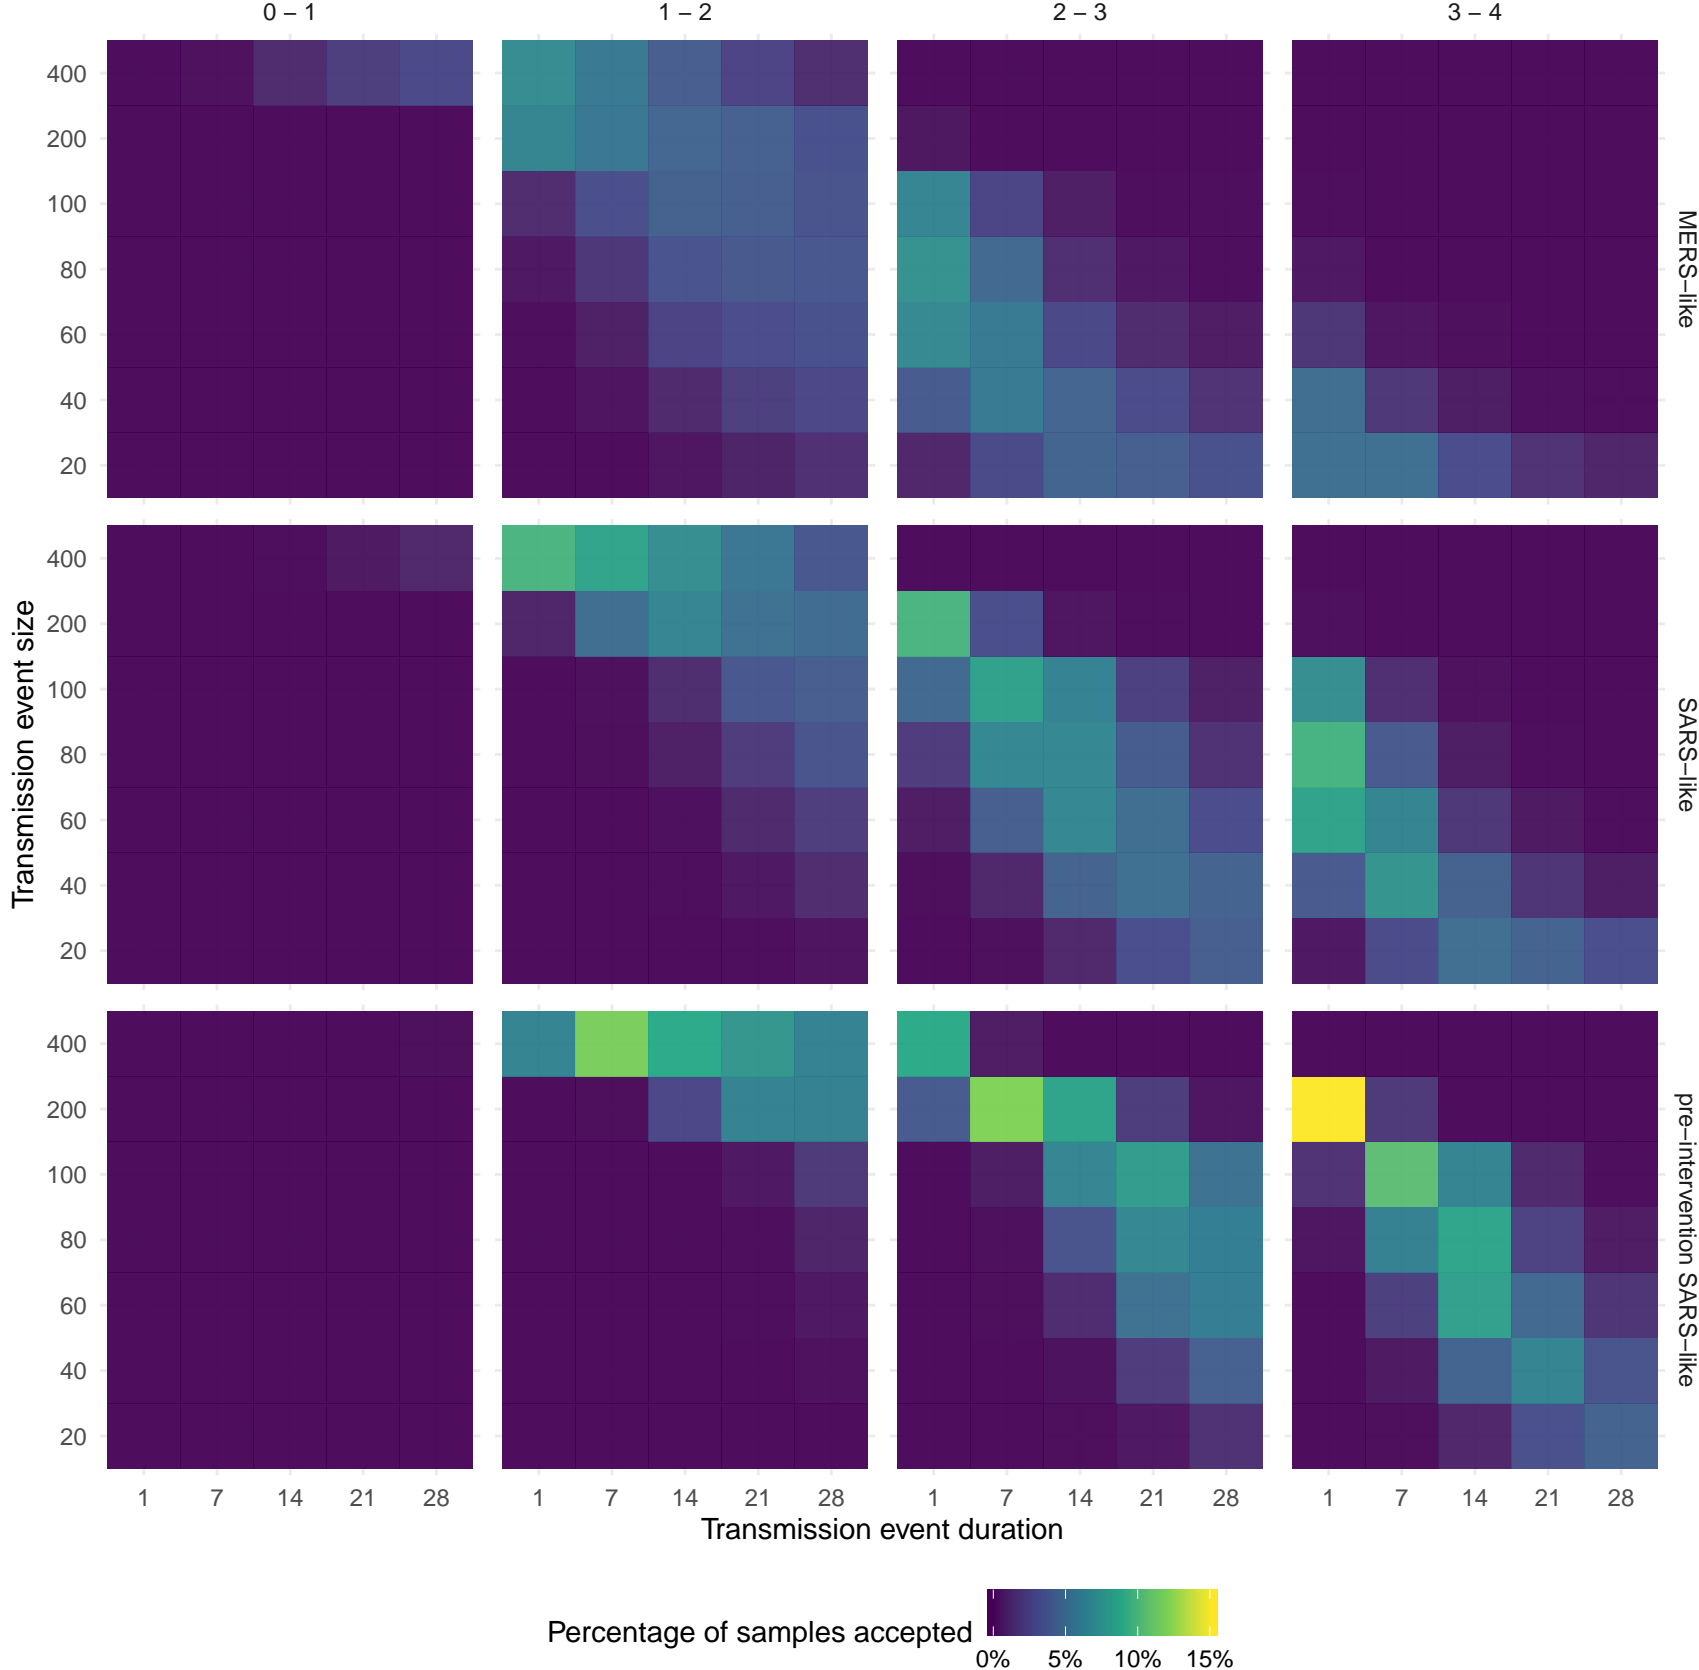 0 − 1
1 − 2
2 − 3
3 − 4
400
200
100
80
60
40
20
MERS−like
400
200
100
80
60
40
20
SARS−like
Transmission event size
400
200
100
80
60
40
20
pre−intervention SARS−like
1 7 14 21 28
1 7 14 21 28
1 7 14 21 28
1 7 14 21 28
Transmission event duration
Percentage of samples accepted
0% 5% 10% 15%